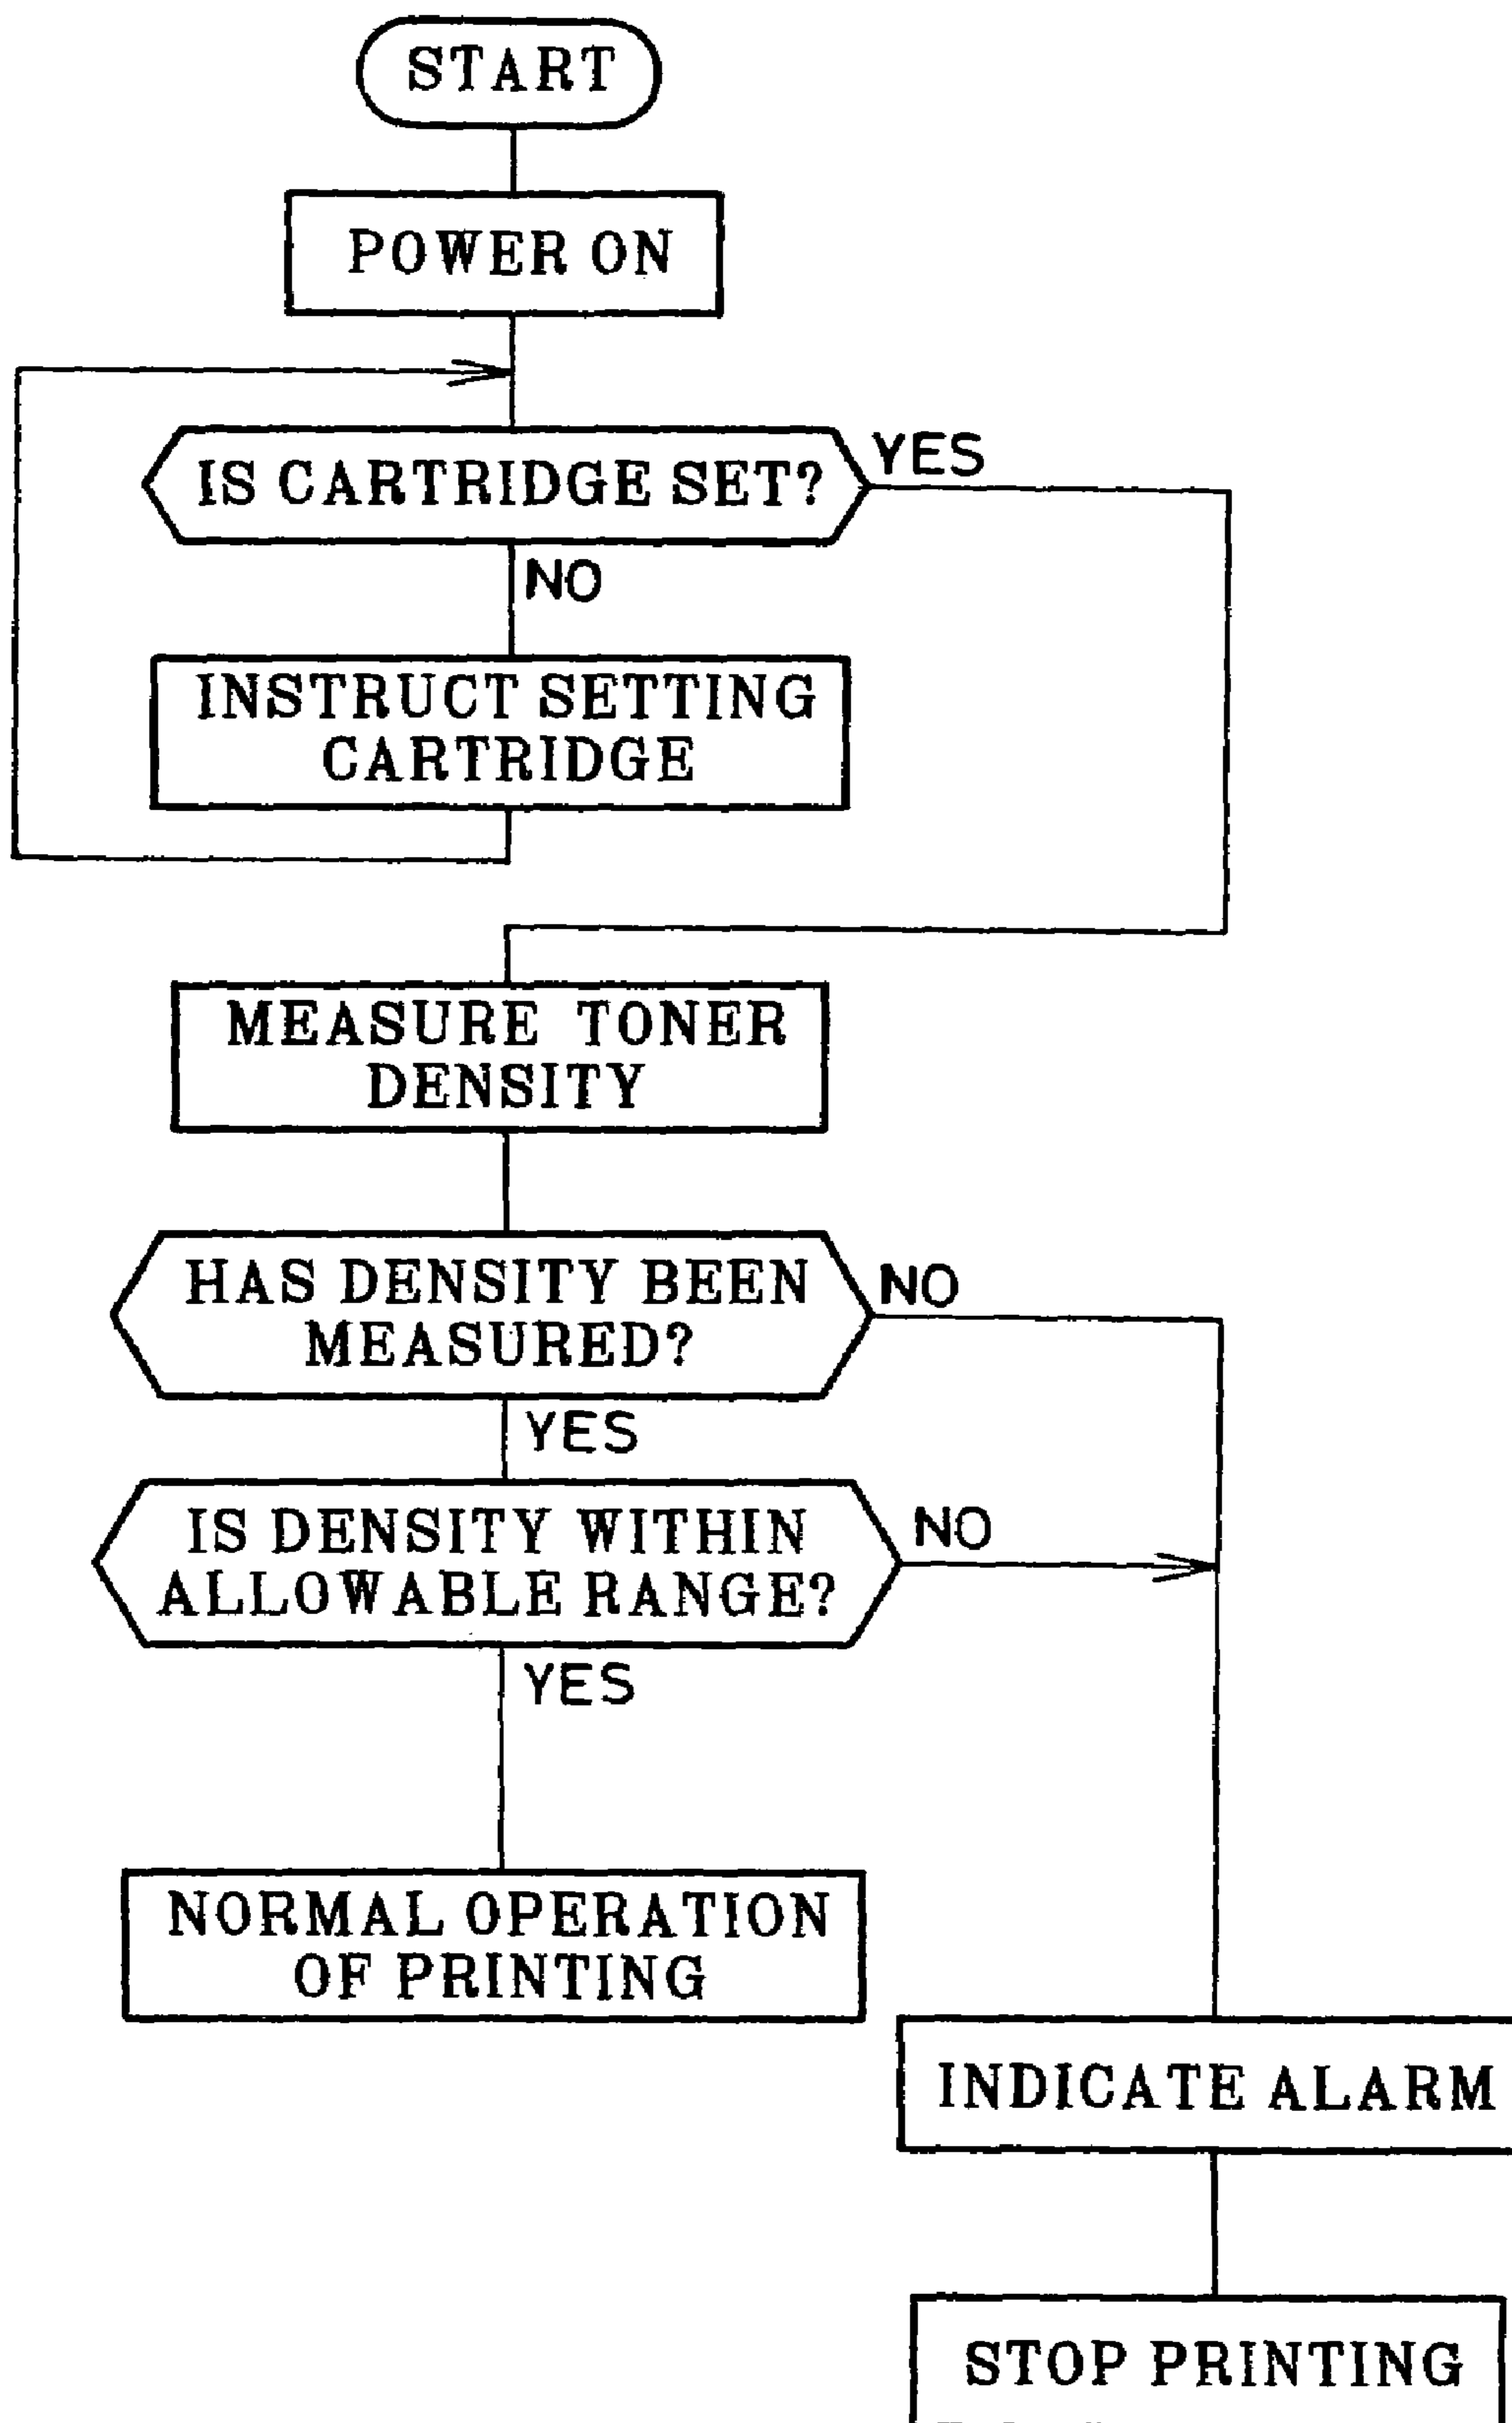 START
POWER ON
IS CARTRIDGE SET?
YES
NO
INSTRUCT SETTING
CARTRIDGE
MEASURE TONER
DENSITY
HAS DENSITY BEEN
MEASURED?
NO
YES
IS DENSITY WITHIN
ALLOWABLE RANGE?
NO
YES
NORMAL OPERATION
OF PRINTING
INDICATE ALARM
STOP PRINTING